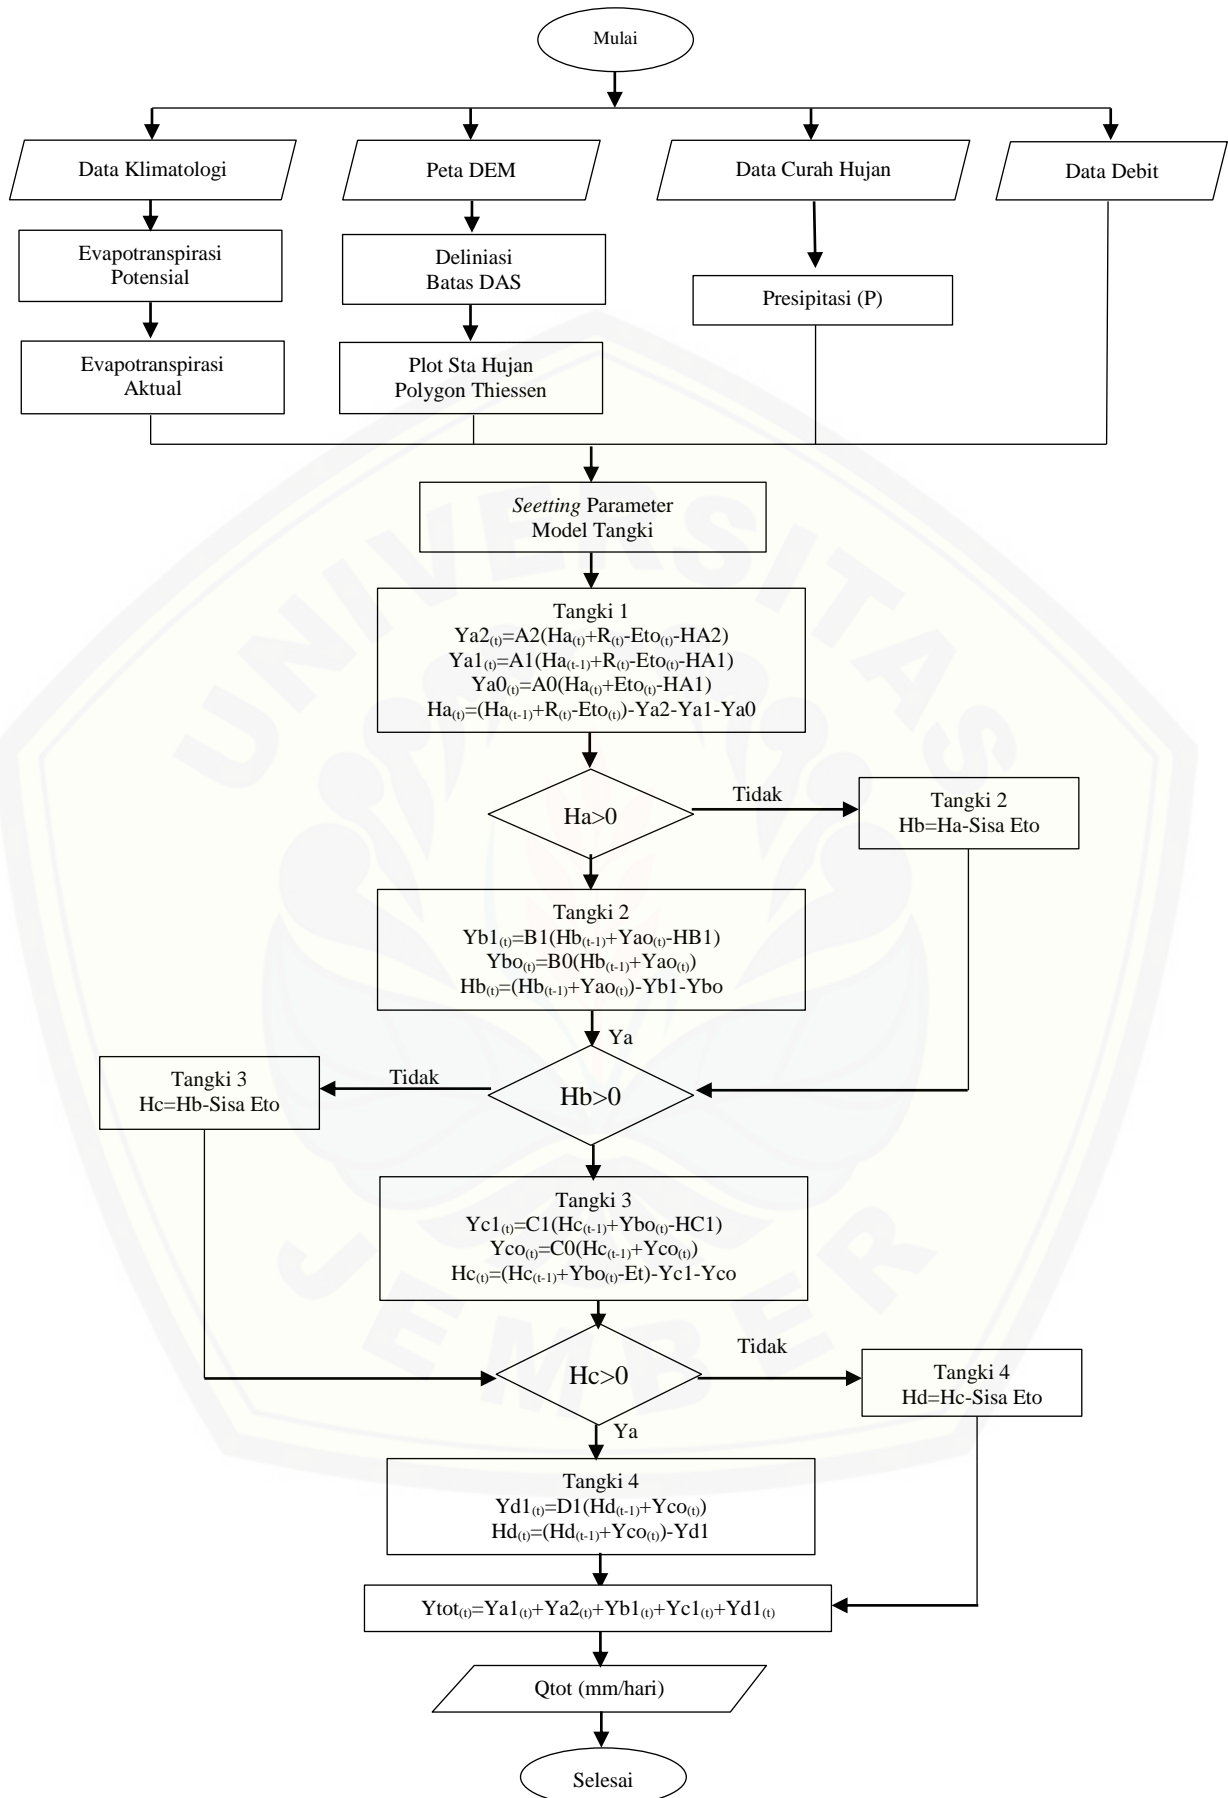 Mulai
Data Klimatologi
Peta DEM
Data Curah Hujan
Data Debit
Evapotranspirasi
Potensial
Deliniasi
Batas DAS
Presipitasi (P)
Evapotranspirasi
Aktual
Plot Sta Hujan
Polygon Thiessen
Seetting Parameter
Model Tangki
Tangki 1
Ya2(t)=A2(Ha(t)+R(t)-Eto(t)-HA2)
Ya1(t)=A1(Ha(t-1)+R(t)-Eto(t)-HA1)
Ya0(t)=A0(Ha(t)+Eto(t)-HA1)
Ha(t)=(Ha(t-1)+R(t)-Eto(t))-Ya2-Ya1-Ya0
Ha>0
Tidak
Tangki 2
Hb=Ha-Sisa Eto
Tangki 2
Yb1(t)=B1(Hb(t-1)+Yao(t)-HB1)
Ybo(t)=B0(Hb(t-1)+Yao(t))
Hb(t)=(Hb(t-1)+Yao(t))-Yb1-Ybo
Ya
Hb>0
Tidak
Tangki 3
Hc=Hb-Sisa Eto
Tangki 3
Yc1(t)=C1(Hc(t-1)+Ybo(t)-HC1)
Yco(t)=C0(Hc(t-1)+Yco(t))
Hc(t)=(Hc(t-1)+Ybo(t)-Et)-Yc1-Yco
Hc>0
Tidak
Tangki 4
Hd=Hc-Sisa Eto
Ya
Tangki 4
Yd1(t)=D1(Hd(t-1)+Yco(t))
Hd(t)=(Hd(t-1)+Yco(t))-Yd1
Ytot(t)=Ya1(t)+Ya2(t)+Yb1(t)+Yc1(t)+Yd1(t)
Qtot (mm/hari)
Selesai
UNIVERSITAS
JEMBER